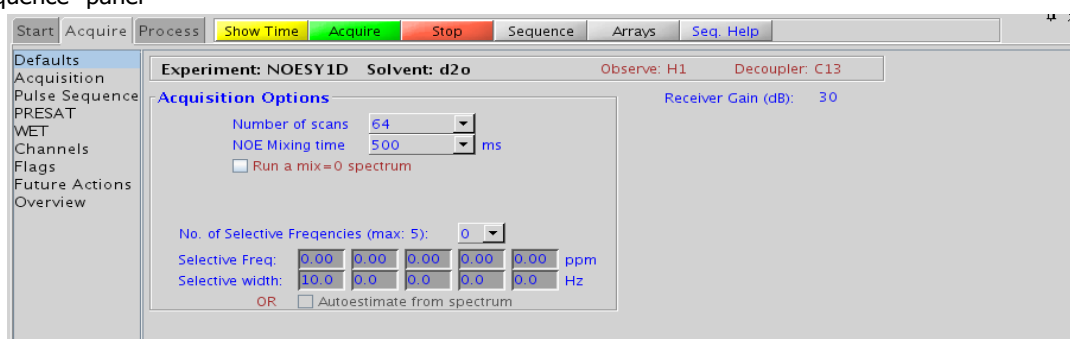 Start Acquire Process Show Time Acquire Stop Sequence Arrays Seq. Help
Defaults
Acquisition
Pulse Sequence
PRESAT
WET
Channels
Flags
Future Actions
Overview
Experiment: NOESY1D Solvent: d2o Observe: H1 Decoupler: C13
Acquisition Options
Receiver Gain (dB): 30
Number of scans 64
NOE Mixing time 500 ms
Run a mix=0 spectrum
No. of Selective Freqencies (max: 5): 0
Selective Freq: 0.00 0.00 0.00 0.00 0.00 ppm
Selective width: 10.0 0.0 0.0 0.0 0.0 Hz
OR Autoestimate from spectrum